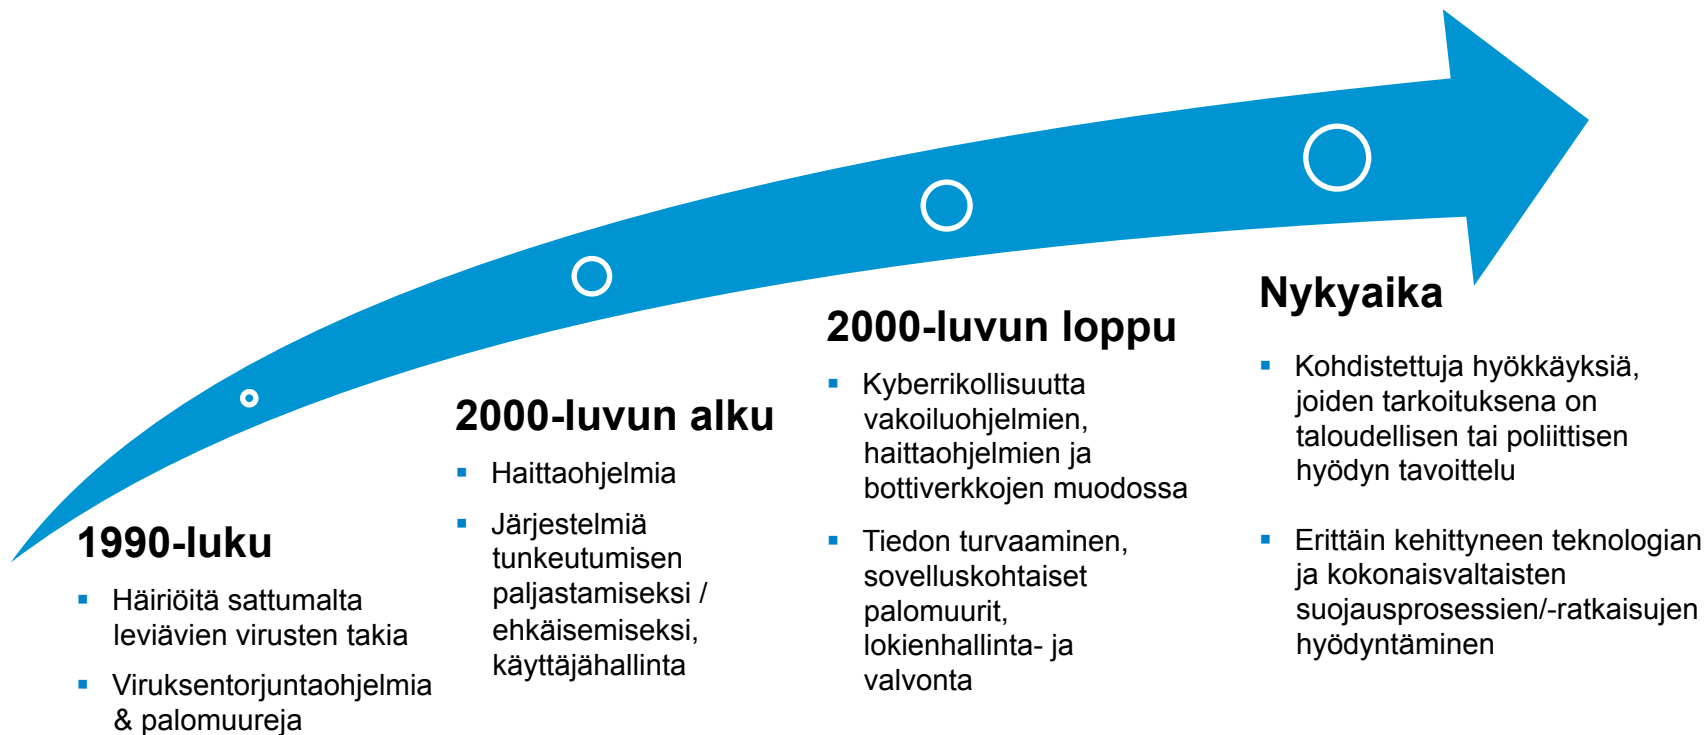 1990-luku
▪ Häiriöitä sattumalta
leviävien virusten takia
▪ Viruksentorjuntaohjelmia
& palomuureja
2000-luvun alku
▪ Haittaohjelmia
▪ Järjestelmiä
tunkeutumisen
paljastamiseksi /
ehkäisemiseksi,
käyttäjähallinta
2000-luvun loppu
▪ Kyberrikollisuutta
vakoiluohjelmien,
haittaohjelmien ja
bottiverkkojen muodossa
▪ Tiedon turvaaminen,
sovelluskohtaiset
palomuurit,
lokienhallinta- ja
valvonta
Nykyaika
▪ Kohdistettuja hyökkäyksiä,
joiden tarkoituksena on
taloudellisen tai poliittisen
hyödyn tavoittelu
▪ Erittäin kehittyneen teknologian
ja kokonaisvaltaisten
suojausprosessien/-ratkaisujen
hyödyntäminen